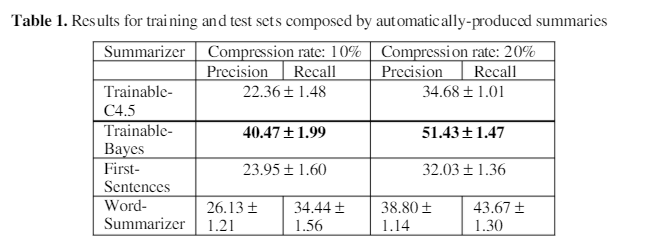 Table 1. Results for training and test sets composed by automatically-produced summaries
Summarizer Compression rate: 10% Compression rate: 20%
Precision Recall Precision Recall
Trainable- 22.36 ± 1.48 34.68 ± 1.01
C4.5
Trainable- 40.47 ± 1.99 51.43 ± 1.47
Bayes
First- 23.95 ± 1.60 32.03 ± 1.36
Sentences
Word- 26.13 ± 34.44 ± 38.80 ± 43.67 ±
Summarizer 1.21 1.56 1.14 1.30